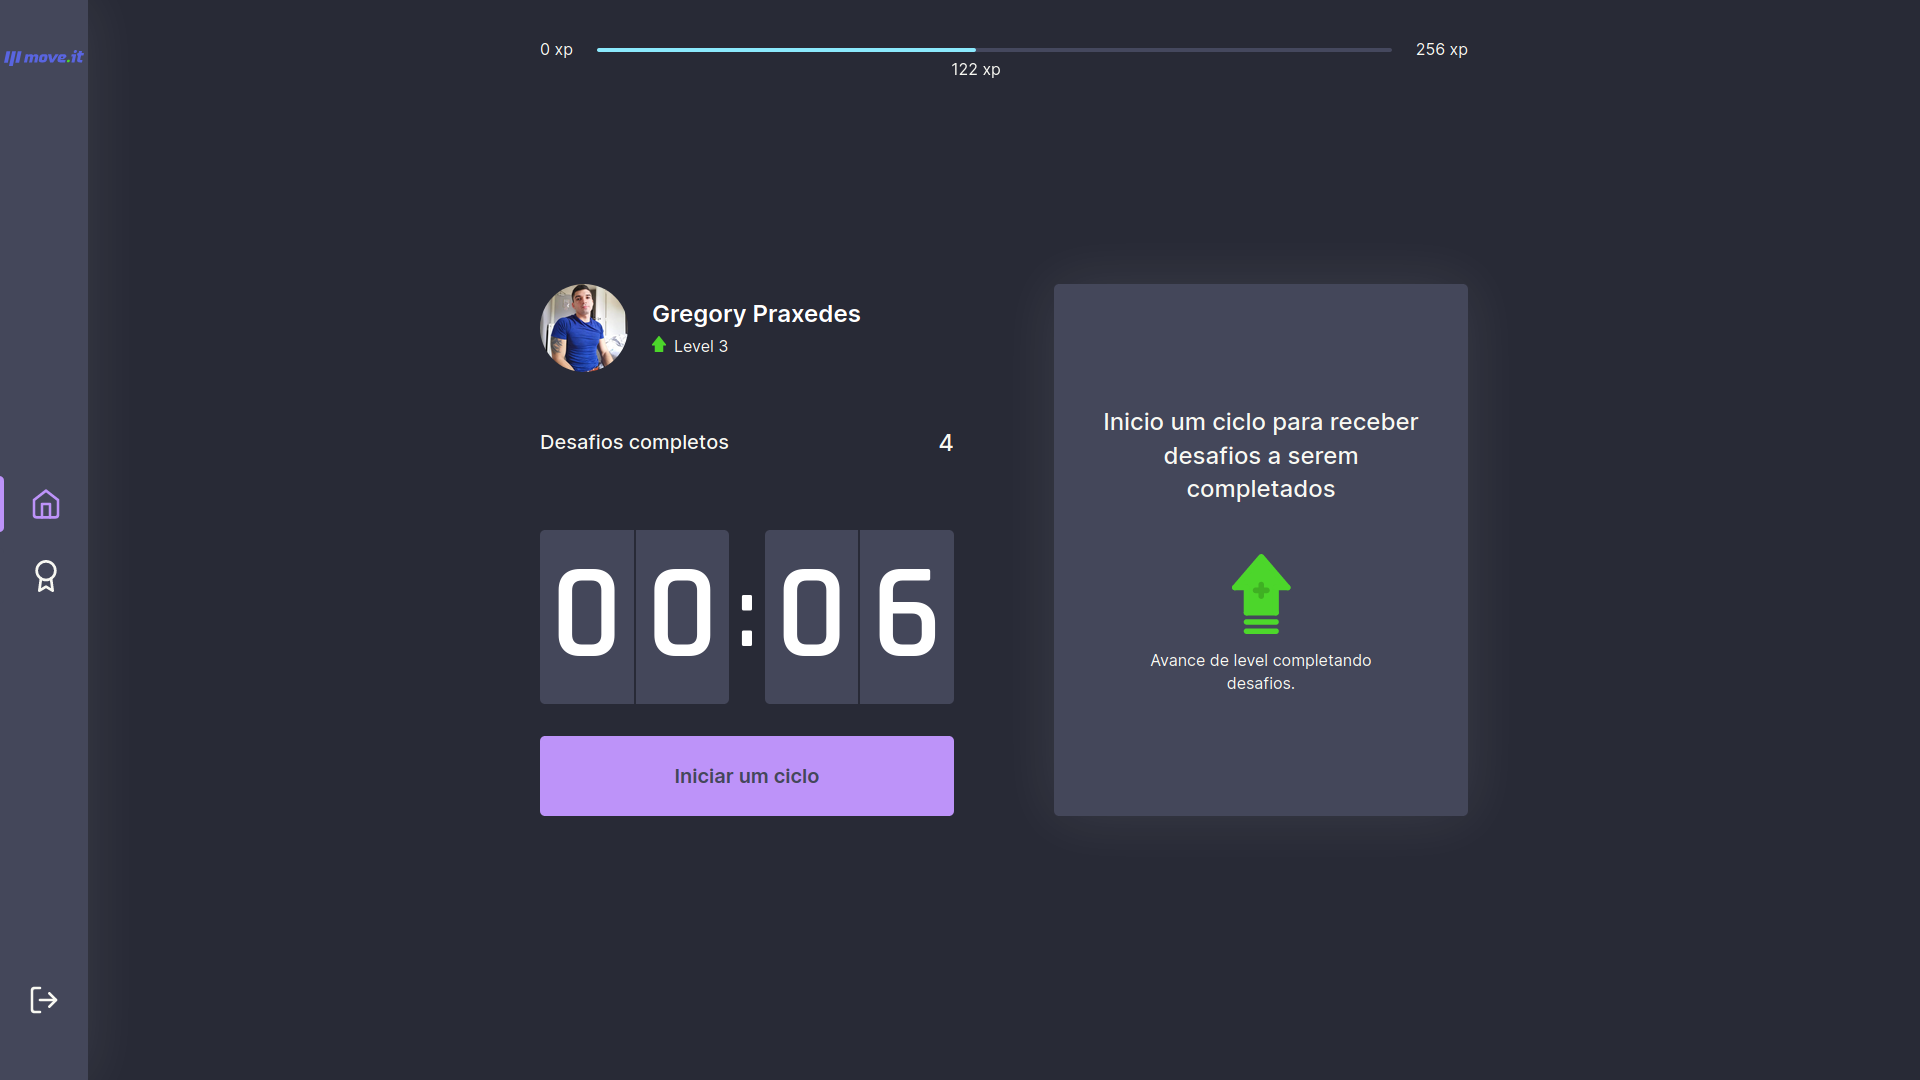 move.it
0 xp
256 xp
122 xp
Gregory Praxedes
Level 3
Desafios completos
4
00:06
Iniciar um ciclo
Inicio um ciclo para receber
desafios a serem
completados
Avance de level completando
desafios.